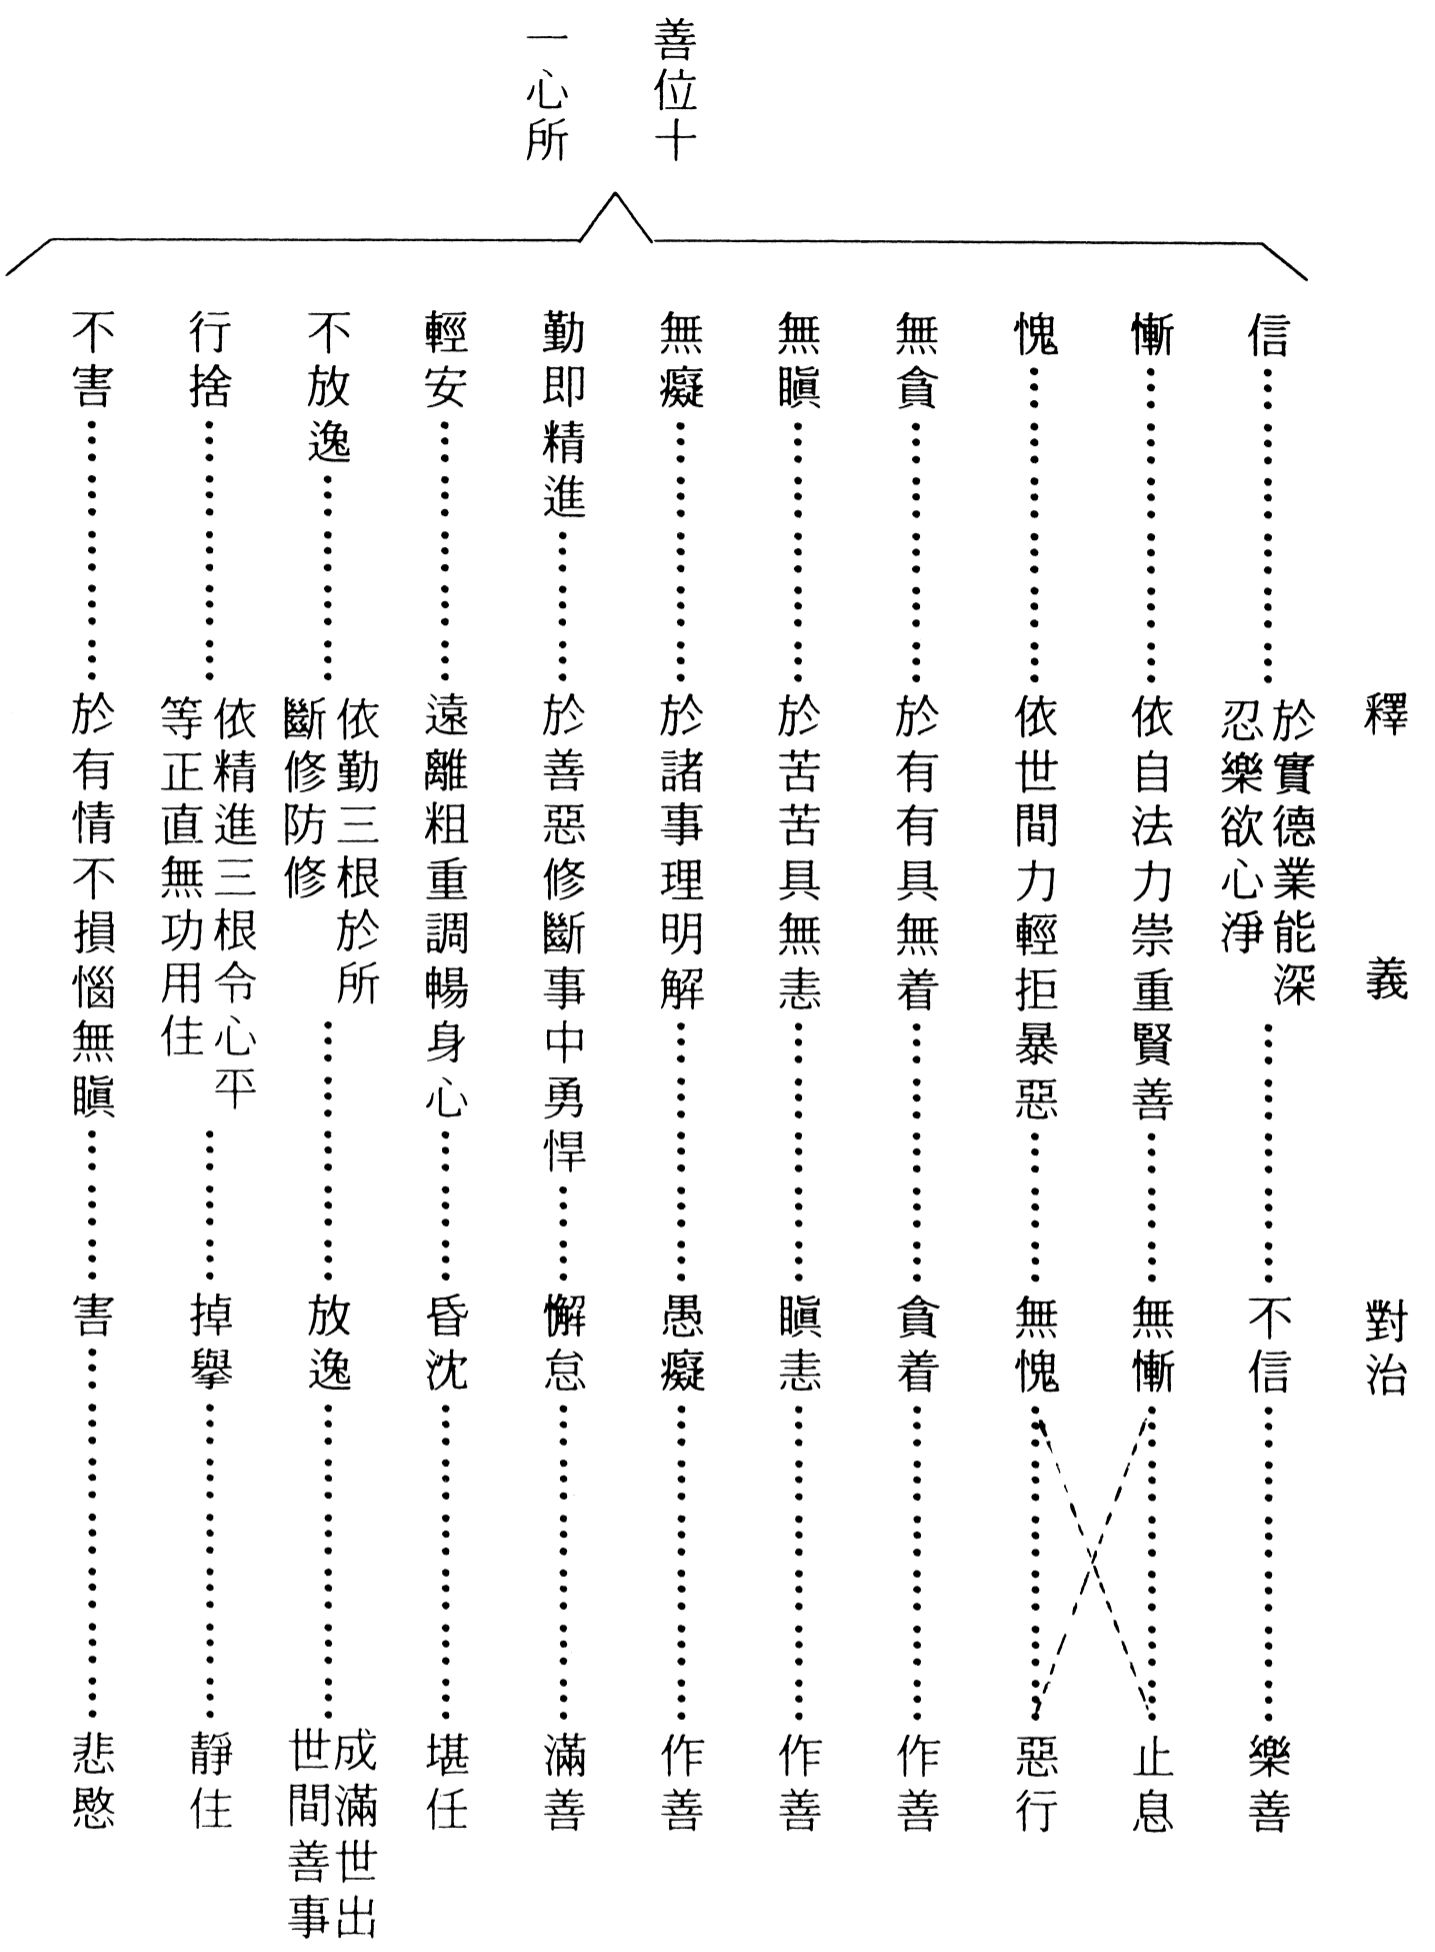 善位十
一心所
釋義 對治
信 於實德業能深
忍樂欲心淨 不信 樂善
慚 依自法力崇重賢善 無慚 止息
愧 依世間力輕拒暴惡 無愧 惡行
無貪 於有有具無着 貪着 作善
無瞋 於苦苦具無恚 瞋恚 作善
無癡 於諸事理明解 愚癡 作善
勤即精進 於善惡修斷事中勇悍 懈怠 滿善
輕安 遠離粗重調暢身心 昏沈 堪任
不放逸 依勤三根於所
斷修防修 放逸 成滿世出
世間善事
行捨 依精進三根令心平
等正直無功用住 掉擧 靜住
不害 於有情不損惱無瞋 害 悲愍